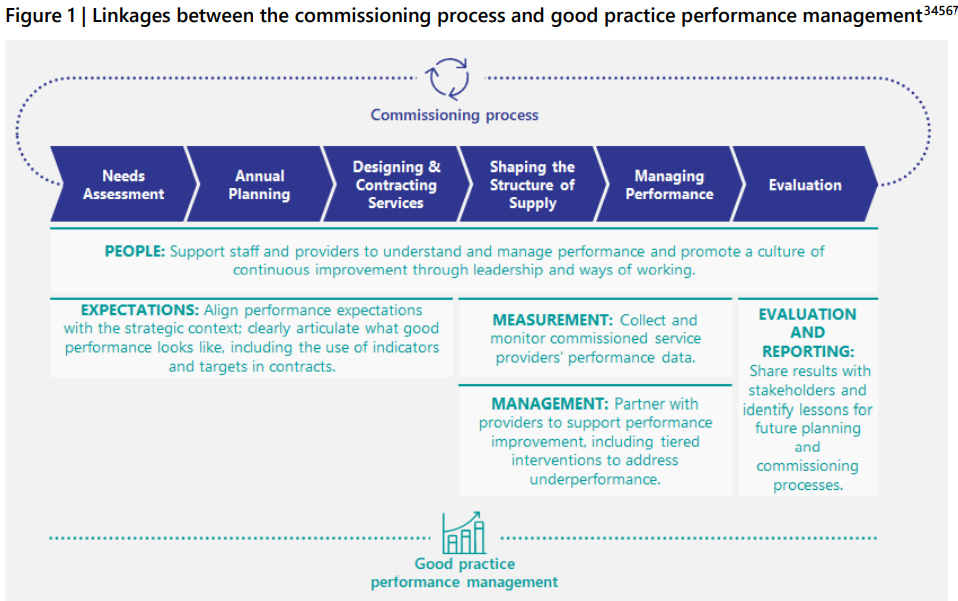 Figure 1 | Linkages between the commissioning process and good practice performance management34567
Commissioning process
Needs
Assessment
Annual
Planning
Designing &
Contracting
Services
Shaping the
Structure of
Supply
Managing
Performance
Evaluation
PEOPLE: Support staff and providers to understand and manage performance and promote a culture of
continuous improvement through leadership and ways of working.
EXPECTATIONS: Align performance expectations
with the strategic context; clearly articulate what good
performance looks like, including the use of indicators
and targets in contracts.
MEASUREMENT: Collect and
monitor commissioned service
providers’ performance data.
MANAGEMENT: Partner with
providers to support performance
improvement, including tiered
interventions to address
underperformance.
EVALUATION
AND
REPORTING:
Share results with
stakeholders and
identify lessons for
future planning
and
commissioning
processes.
Good practice
performance management